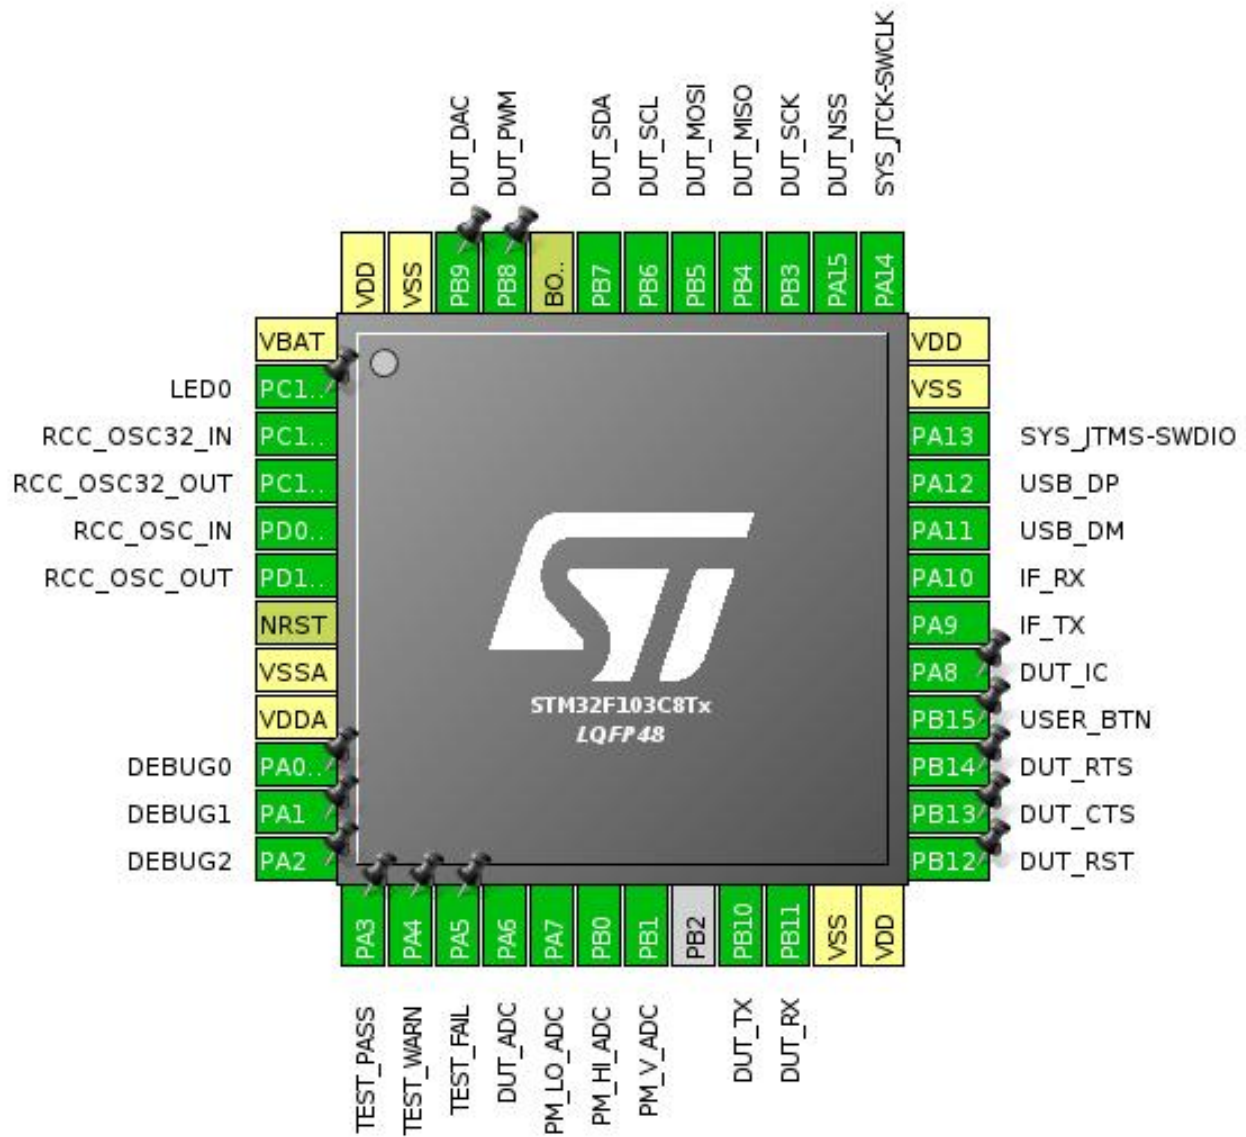 DUT_DAC
DUT_PWM
DUT_SDA
DUT_SCL
DUT_MOSI
DUT_MISO
DUT_SCK
DUT_NSS
SYS_JTCK-SWCLK
VDD
VSS
PB9
PB8
BO..
PB7
PB6
PB5
PB4
PB3
PA15
PA14
VBAT
LED0 PC1..
RCC_OSC32_IN PC1..
RCC_OSC32_OUT PC1..
RCC_OSC_IN PD0..
RCC_OSC_OUT PD1..
NRST
VSSA
VDDA
DEBUG0 PA0..
DEBUG1 PA1
DEBUG2 PA2
ST
STM32F103C8Tx
LQFP48
VDD
VSS
PA13 SYS_JTMS-SWDIO
PA12 USB_DP
PA11 USB_DM
PA10 IF_RX
PA9 IF_TX
PA8 DUT_IC
PB15 USER_BTN
PB14 DUT_RTS
PB13 DUT_CTS
PB12 DUT_RST
PA3
PA4
PA5
PA6
PA7
PB0
PB1
PB2
PB10
PB11
VSS
VDD
TEST_PASS
TEST_WARN
TEST_FAIL
DUT_ADC
PM_LO_ADC
PM_HI_ADC
PM_V_ADC
DUT_TX
DUT_RX